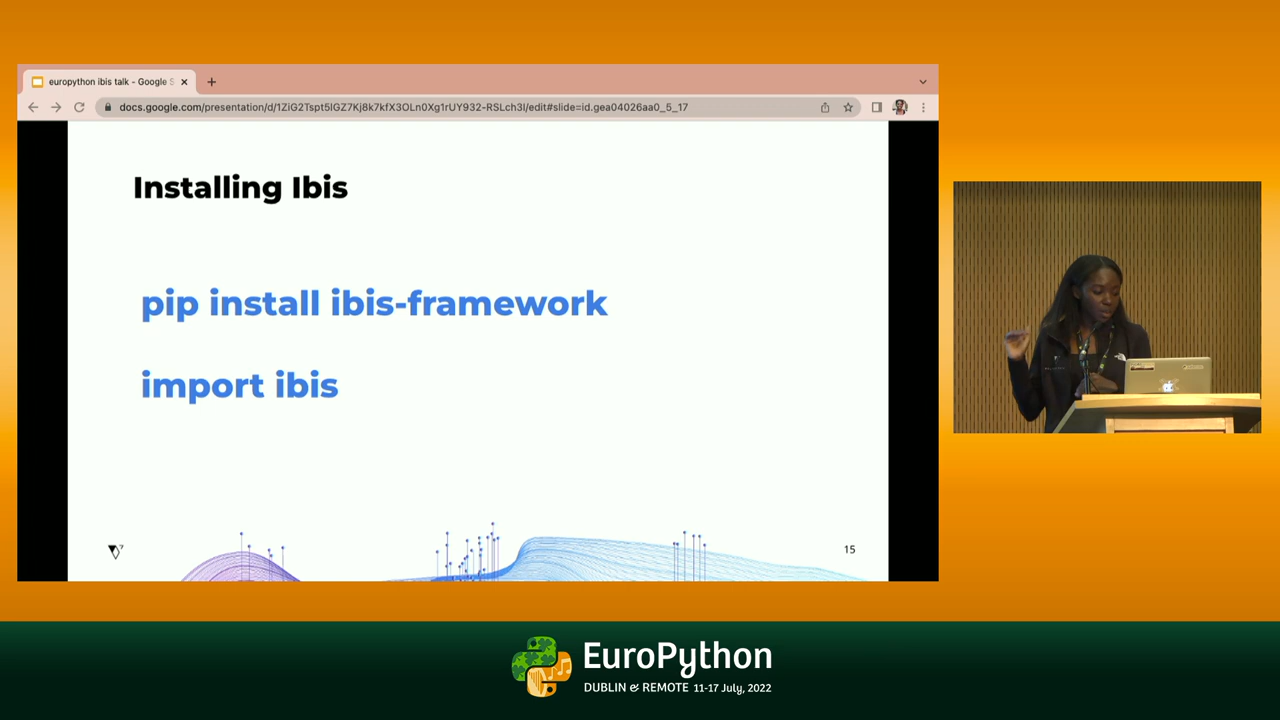 europython ibis talk - Google S
docs.google.com/presentation/d/1ZiG2Tspt5lGZ7Kj8k7kfX3OLn0Xg1rUY932-RSLch3I/edit#slide=id.gea04026aa0_5_17
Installing Ibis
pip install ibis-framework
import ibis
15
EuroPython
DUBLIN & REMOTE 11-17 July, 2022